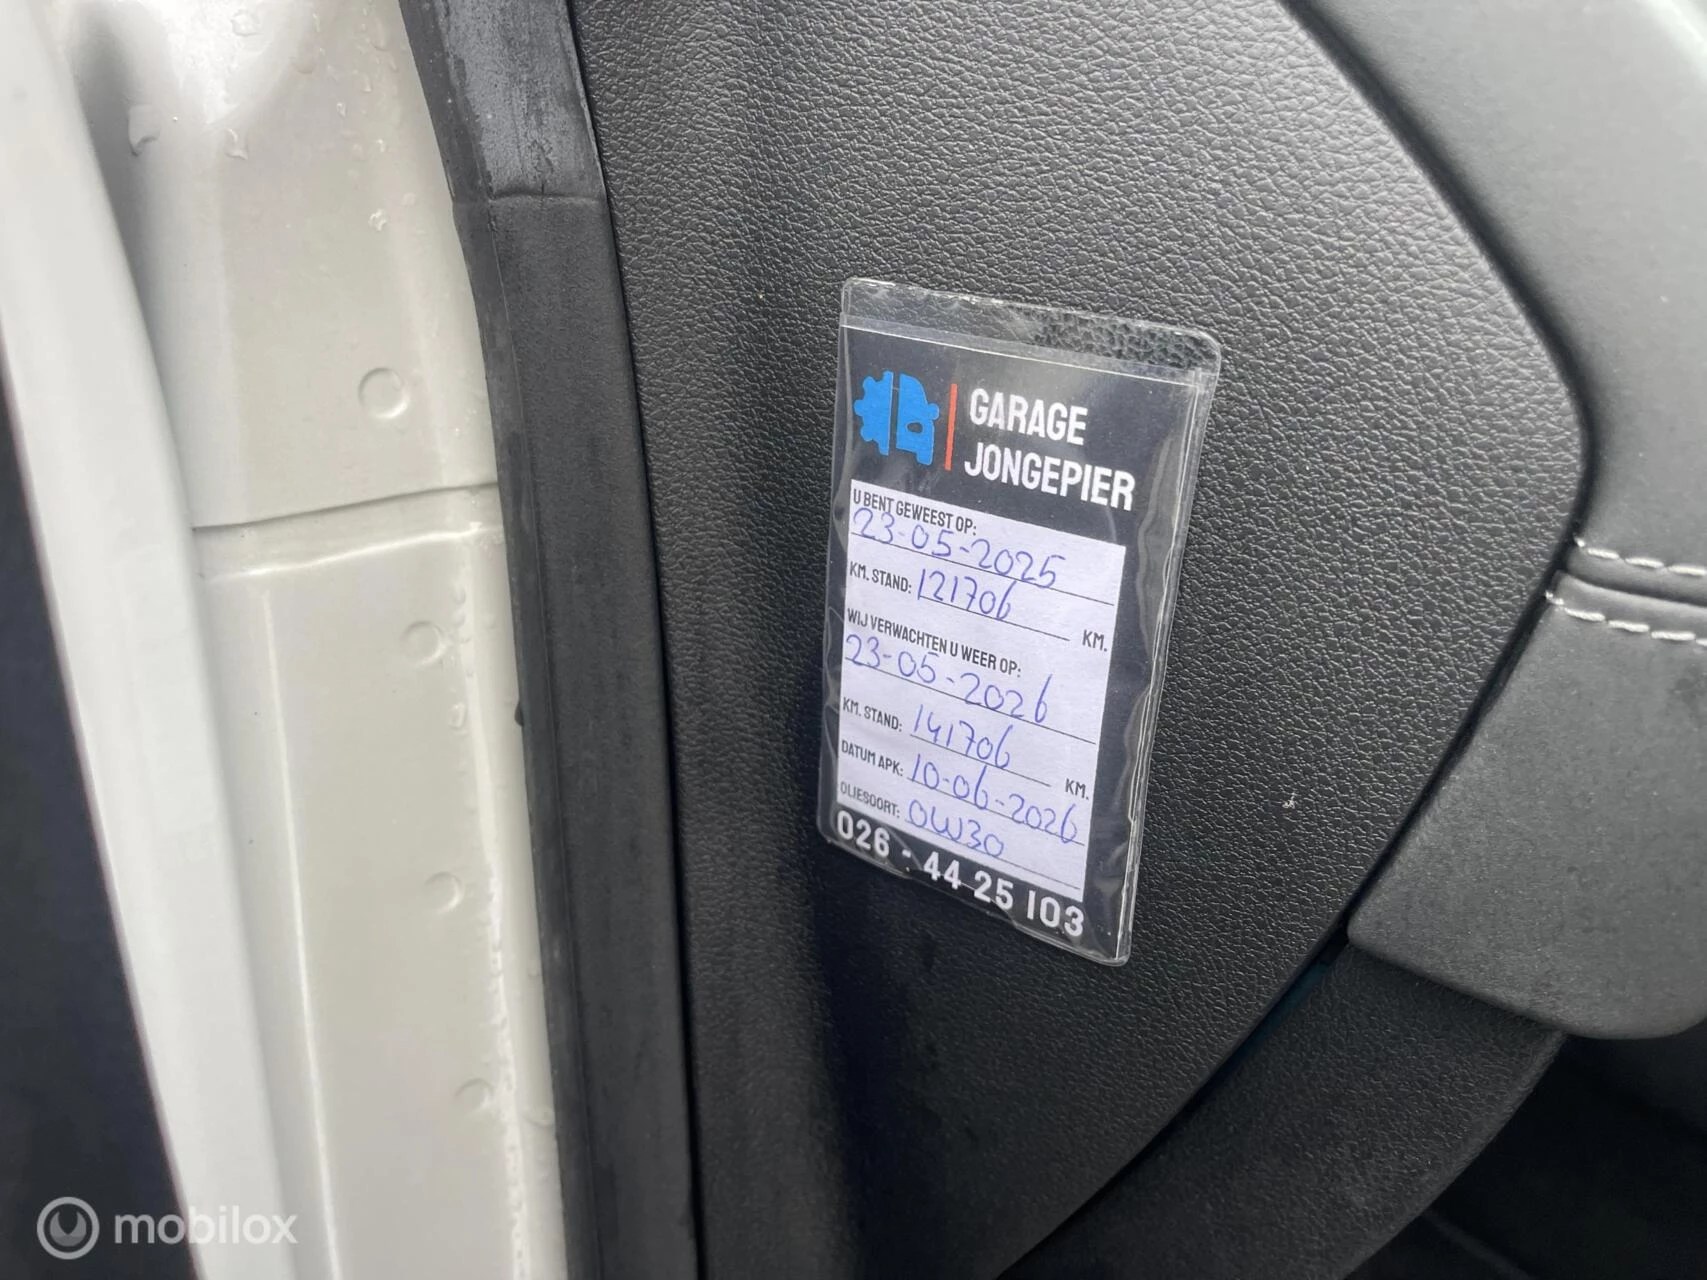 GARAGE
JONGEPIER
U BENT GEWEEST OP:
23-05-2025
KM. STAND: 121706 KM.
WIJ VERWACHTEN U WEER OP:
23-05-2026
KM. STAND: 141706 KM.
DATUM APK: 10-06-2026
OLIESOORT: 0W30
026 - 44 25 103
mobilox